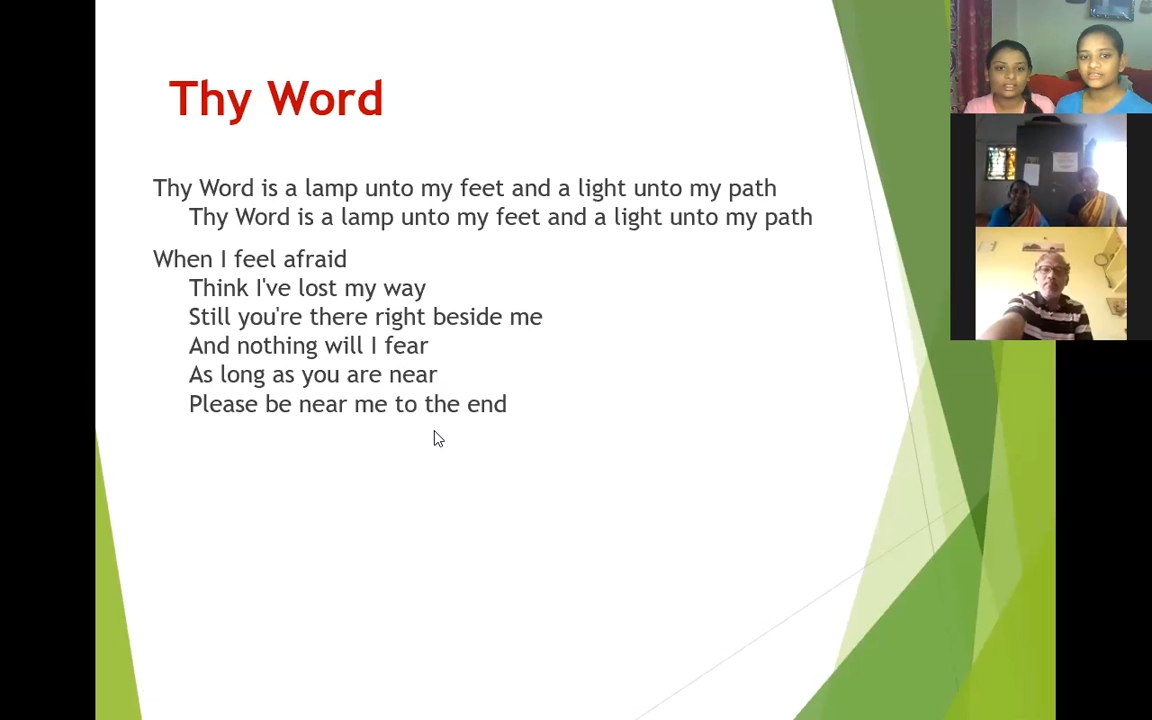 Thy Word
Thy Word is a lamp unto my feet and a light unto my path
Thy Word is a lamp unto my feet and a light unto my path
When I feel afraid
Think I've lost my way
Still you're there right beside me
And nothing will I fear
As long as you are near
Please be near me to the end